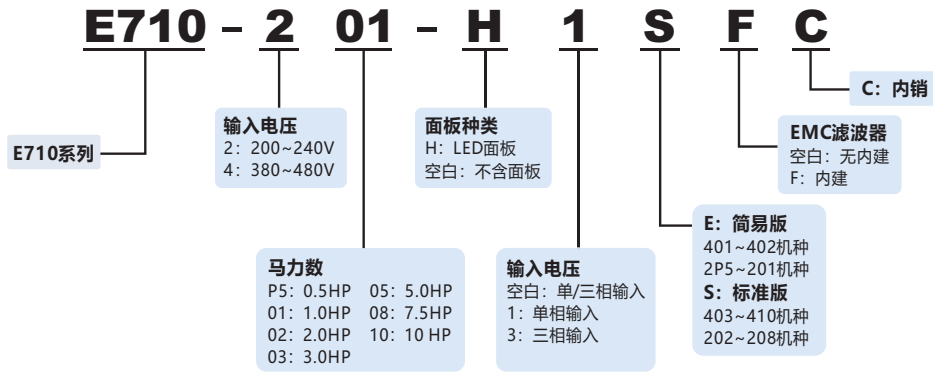 E710 - 2 01 - H 1 S F C
C：内销
EMC滤波器
空白：无内建
F：内建
输入电压
2：200~240V
4：380~480V
面板种类
H：LED面板
空白：不含面板
E710系列
E：简易版
401~402机种
2P5~201机种
S：标准版
403~410机种
202~208机种
马力数
P5：0.5HP 05：5.0HP
01：1.0HP 08：7.5HP
02：2.0HP 10：10 HP
03：3.0HP
输入电压
空白：单/三相输入
1：单相输入
3：三相输入